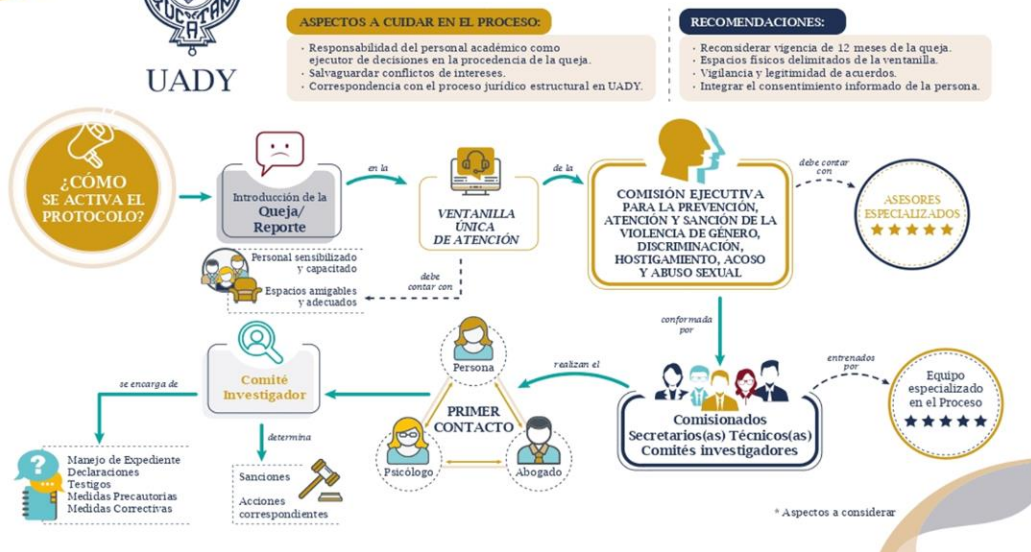 YUCATAN
UADY
ASPECTOS A CUIDAR EN EL PROCESO:
· Responsabilidad del personal académico como
ejecutor de decisiones en la procedencia de la queja.
· Salvaguardar conflictos de intereses.
· Correspondencia con el proceso jurídico estructural en UADY.
RECOMENDACIONES:
· Reconsiderar vigencia de 12 meses de la queja.
· Espacios físicos delimitados de la ventanilla.
· Vigilancia y legitimidad de acuerdos.
· Integrar el consentimiento informado de la persona.
¿CÓMO
SE ACTIVA EL
PROTOCOLO?
Introducción de la
Queja/
Reporte
en la
VENTANILLA
ÚNICA
DE ATENCIÓN
de la
COMISIÓN EJECUTIVA
PARA LA PREVENCIÓN,
ATENCIÓN Y SANCIÓN DE LA
VIOLENCIA DE GÉNERO,
DISCRIMINACIÓN,
HOSTIGAMIENTO, ACOSO
Y ABUSO SEXUAL
debe contar
con
ASESORES
ESPECIALIZADOS
Personal sensibilizado
y capacitado
Espacios amigables
y adecuados
debe
contar con
conformada
por
Comisionados
Secretarios(as) Técnicos(as)
Comités investigadores
entrenados
por
Equipo
especializado
en el Proceso
realizan el
Persona
PRIMER
CONTACTO
Psicólogo
Abogado
Comité
Investigador
se encarga de
Manejo de Expediente
Declaraciones
Testigos
Medidas Precautorias
Medidas Correctivas
determina
Sanciones
Acciones
correspondientes
* Aspectos a considerar